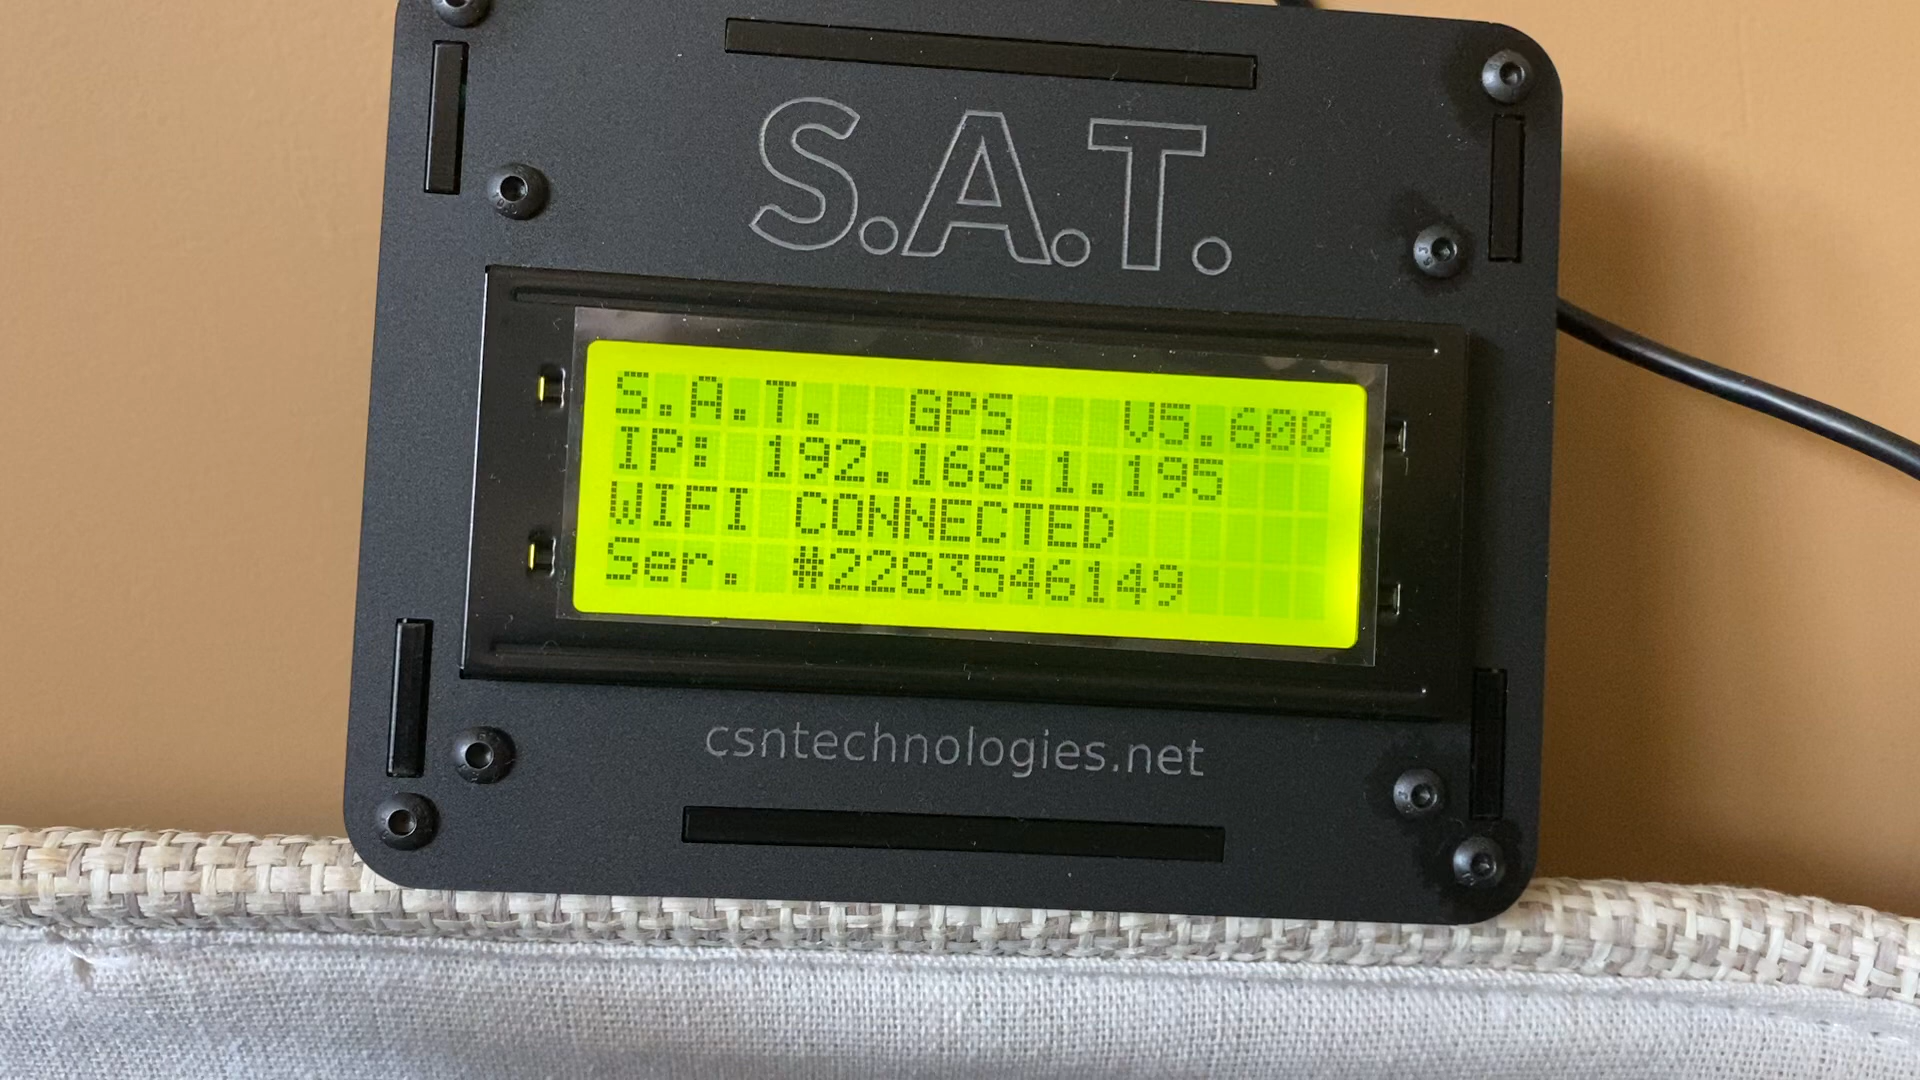 S.A.T.
S.A.T. GPS V5.600
IP: 192.168.1.195
WIFI CONNECTED
Ser. #2283546149
csntechnologies.net